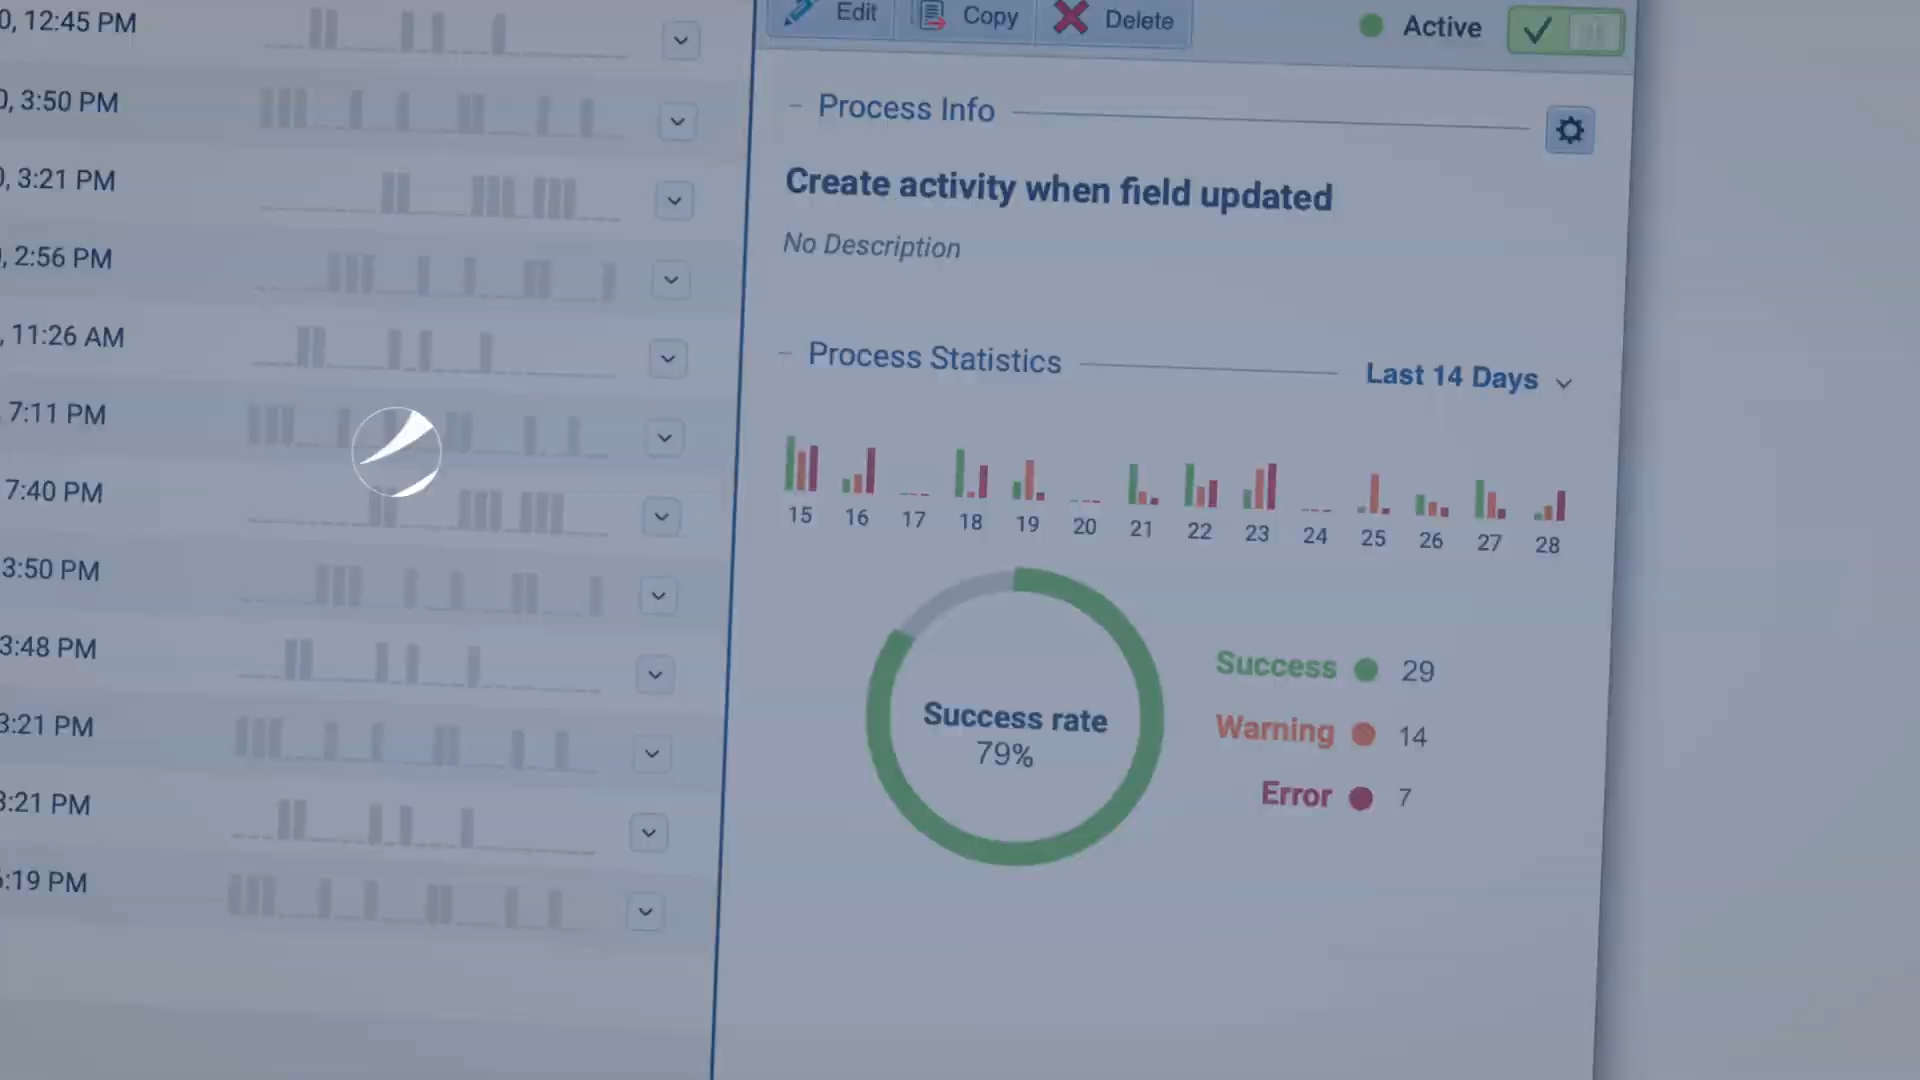 0, 12:45 PM
0, 3:50 PM
0, 3:21 PM
, 2:56 PM
, 11:26 AM
7:11 PM
7:40 PM
3:50 PM
3:48 PM
3:21 PM
3:21 PM
:19 PM
Edit Copy Delete
Active
Process Info
Create activity when field updated
No Description
Process Statistics
Last 14 Days
15 16 17 18 19 20 21 22 23 24 25 26 27 28
Success rate
79%
Success 29
Warning 14
Error 7